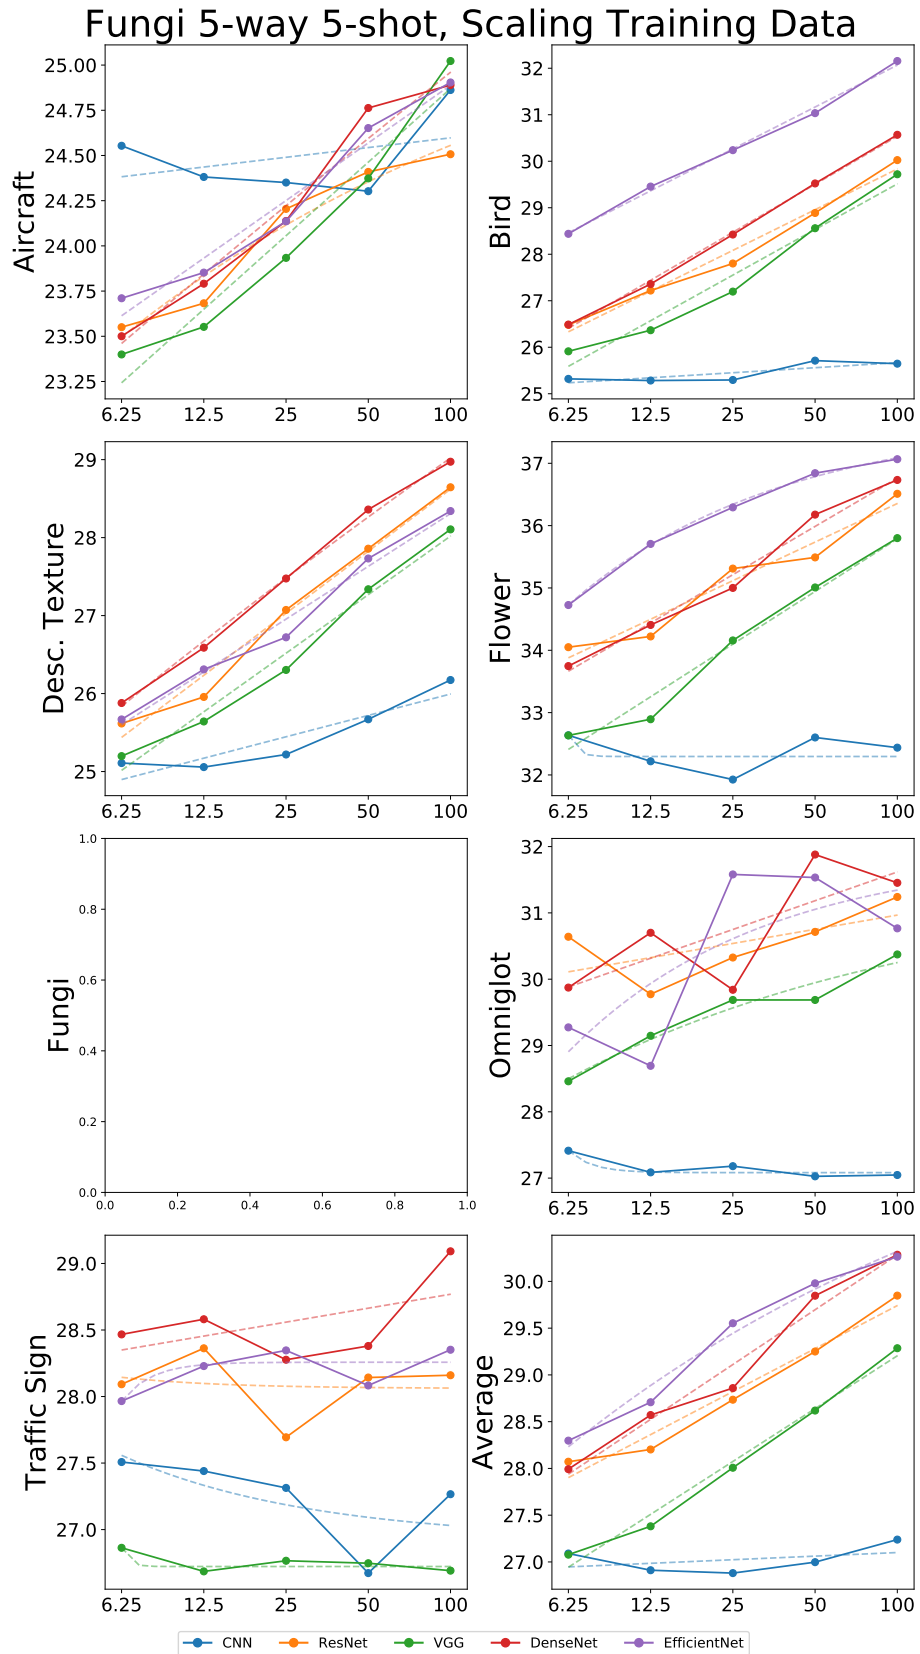 Fungi 5-way 5-shot, Scaling Training Data
Aircraft
25.00
24.75
24.50
24.25
24.00
23.75
23.50
23.25
6.25 12.5 25 50 100
Bird
32
31
30
29
28
27
26
25
6.25 12.5 25 50 100
Desc. Texture
29
28
27
26
25
6.25 12.5 25 50 100
Flower
37
36
35
34
33
32
6.25 12.5 25 50 100
Fungi
1.0
0.8
0.6
0.4
0.2
0.0
0.0 0.2 0.4 0.6 0.8 1.0
Omniglot
32
31
30
29
28
27
6.25 12.5 25 50 100
Traffic Sign
29.0
28.5
28.0
27.5
27.0
6.25 12.5 25 50 100
Average
30.0
29.5
29.0
28.5
28.0
27.5
27.0
6.25 12.5 25 50 100
CNN ResNet VGG DenseNet EfficientNet